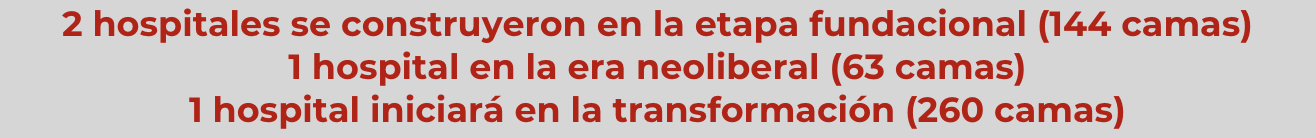 2 hospitales se construyeron en la etapa fundacional (144 camas)
1 hospital en la era neoliberal (63 camas)
1 hospital iniciará en la transformación (260 camas)